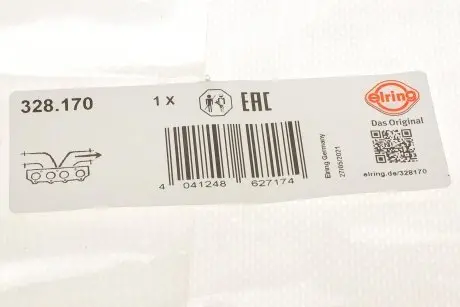 328.170
1 x
EAC
elring
Das Original
elring.de/328170
4 041248 627174
Elring Germany
27/05/2021